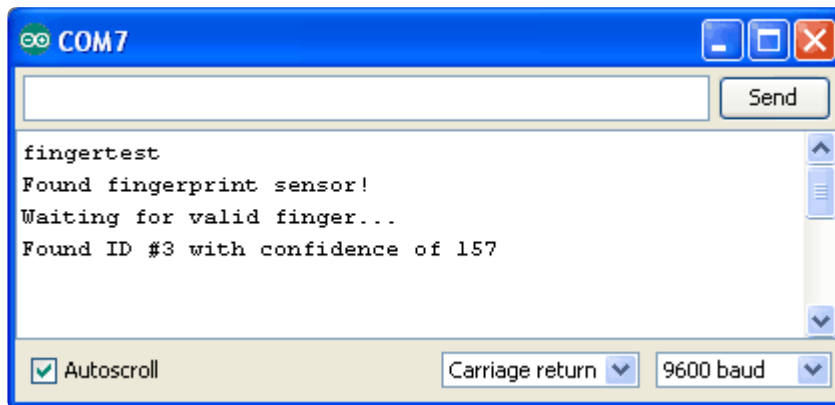 COM7
Send
fingertest
Found fingerprint sensor!
Waiting for valid finger...
Found ID #3 with confidence of 157
Autoscroll
Carriage return
9600 baud